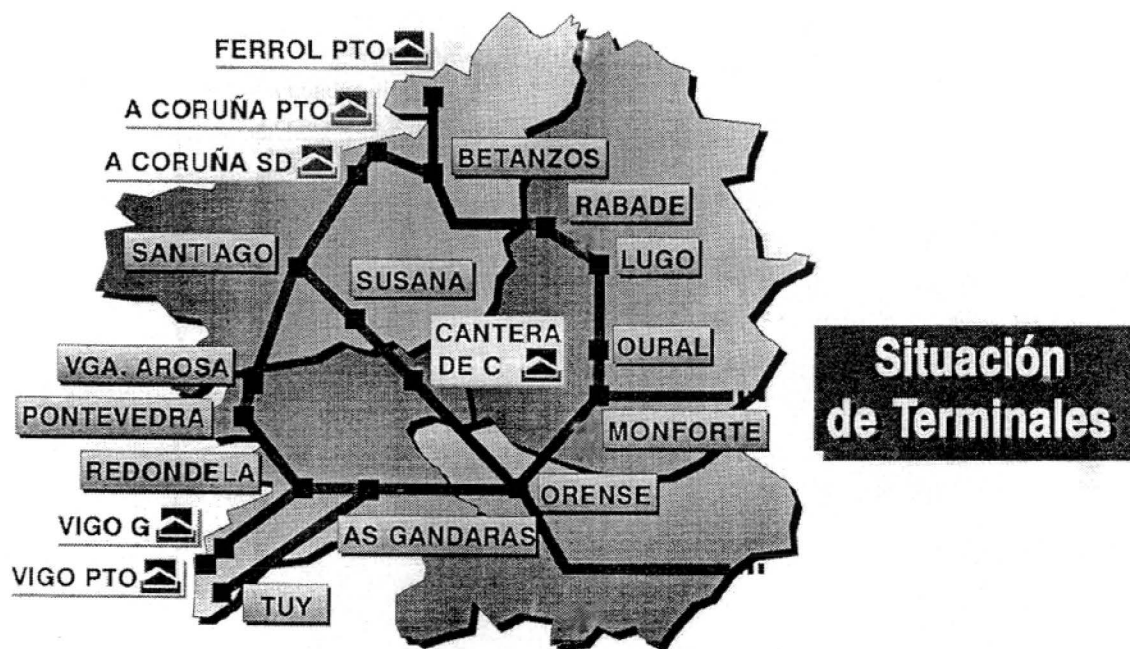 FERROL PTO
A CORUÑA PTO
A CORUÑA SD
BETANZOS
RABADE
SANTIAGO
LUGO
SUSANA
CANTERA
DE C
OURAL
VGA. AROSA
PONTEVEDRA
MONFORTE
REDONDELA
ORENSE
VIGO G
AS GANDARAS
VIGO PTO
TUY
Situación
de Terminales